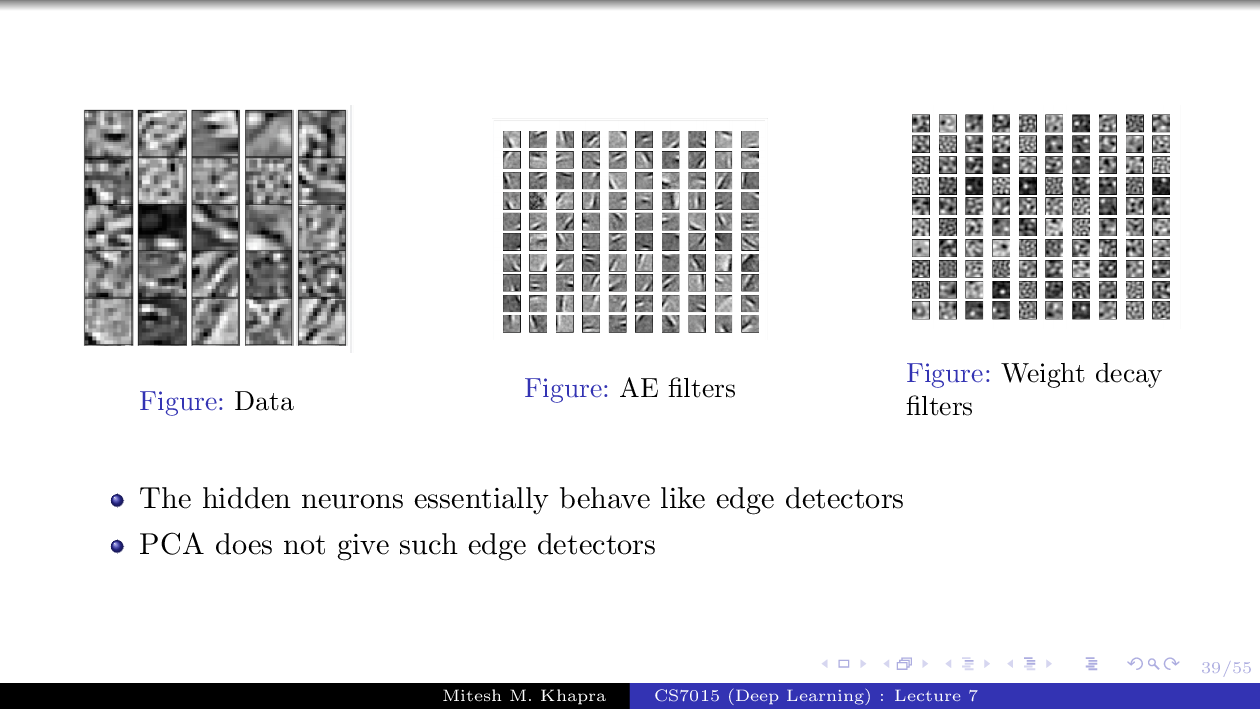 Figure: Data
Figure: AE filters
Figure: Weight decay
filters
The hidden neurons essentially behave like edge detectors
PCA does not give such edge detectors
39/55
Mitesh M. Khapra
CS7015 (Deep Learning) : Lecture 7